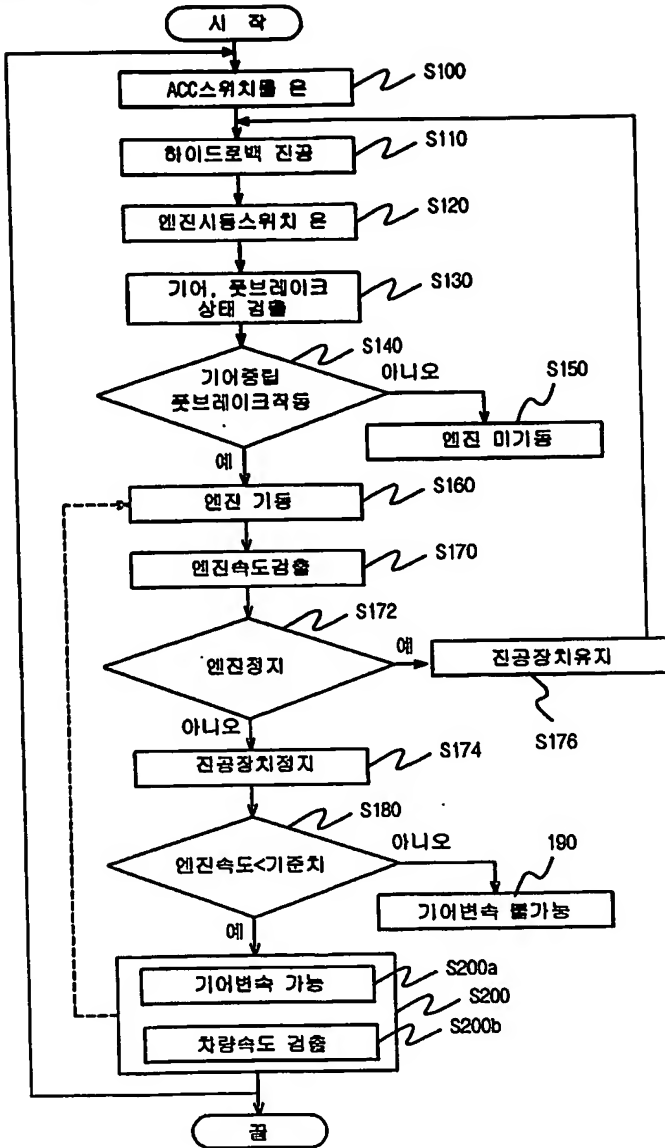 시 작
ACC스위치를 온
S100
하이드로백 진공
S110
엔진시동스위치 온
S120
기어, 풋브레이크
상태 검출
S130
S140
기어중립
풋브레이크작동
아니오
S150
엔진 미기동
예
엔진 기동
S160
엔진속도검출
S170
S172
엔진정지
예
진공장치유지
S176
아니오
진공장치정지
S174
S180
엔진속도<기준치
아니오
190
기어변속 불가능
예
기어변속 가능
S200a
S200
차량속도 검출
S200b
끝